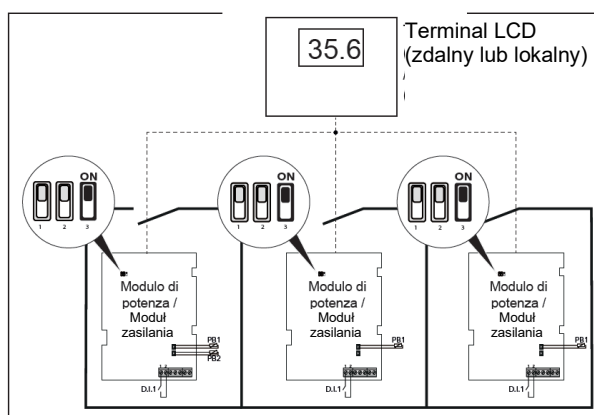 35.6
Terminal LCD
(zdalny lub lokalny)
ON
1 2 3
ON
1 2 3
ON
1 2 3
Modulo di
potenza /
Moduł
zasilania
PB1
PB2
D.I.1
Modulo di
potenza /
Moduł
zasilania
PB1
D.I.1
Modulo di
potenza /
Moduł
zasilania
PB1
D.I.1